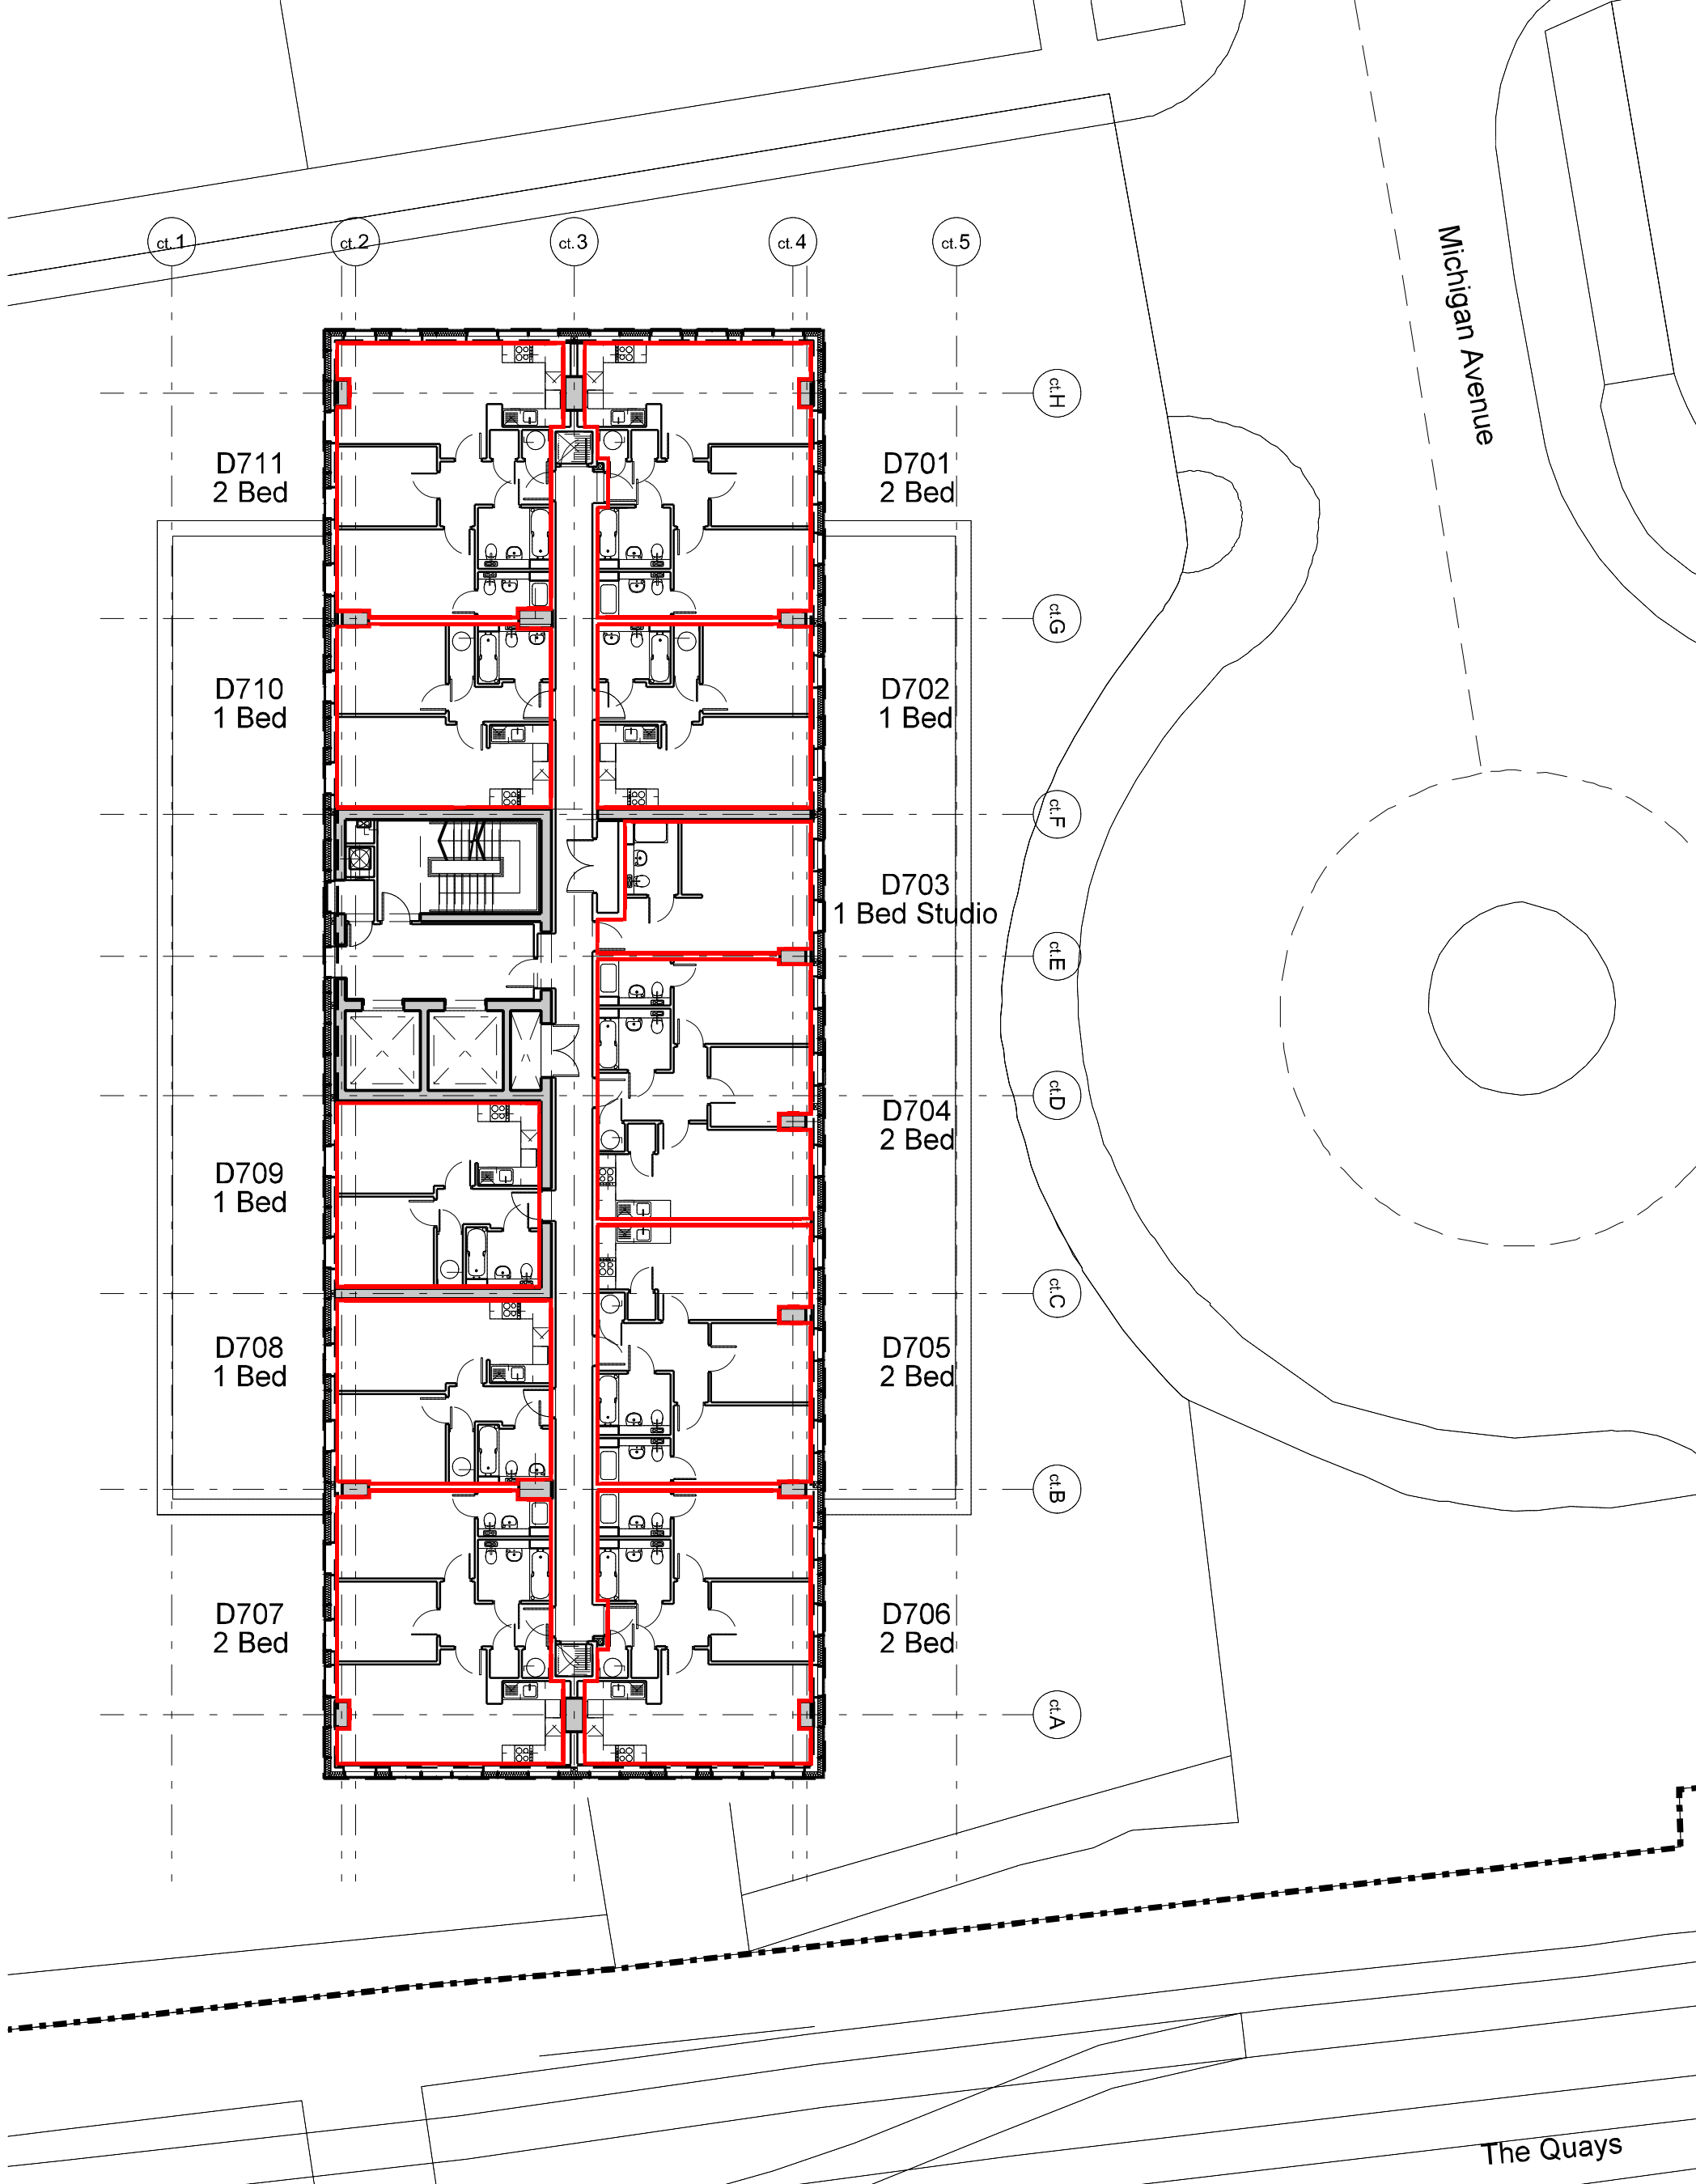 ct.1
ct.2
ct.3
ct.4
ct.5
Michigan Avenue
ct.H
D711
2 Bed
D701
2 Bed
ct.G
D710
1 Bed
D702
1 Bed
ct.F
D703
1 Bed Studio
ct.E
ct.D
D704
2 Bed
D709
1 Bed
ct.C
D708
1 Bed
D705
2 Bed
ct.B
D707
2 Bed
D706
2 Bed
ct.A
The Quays